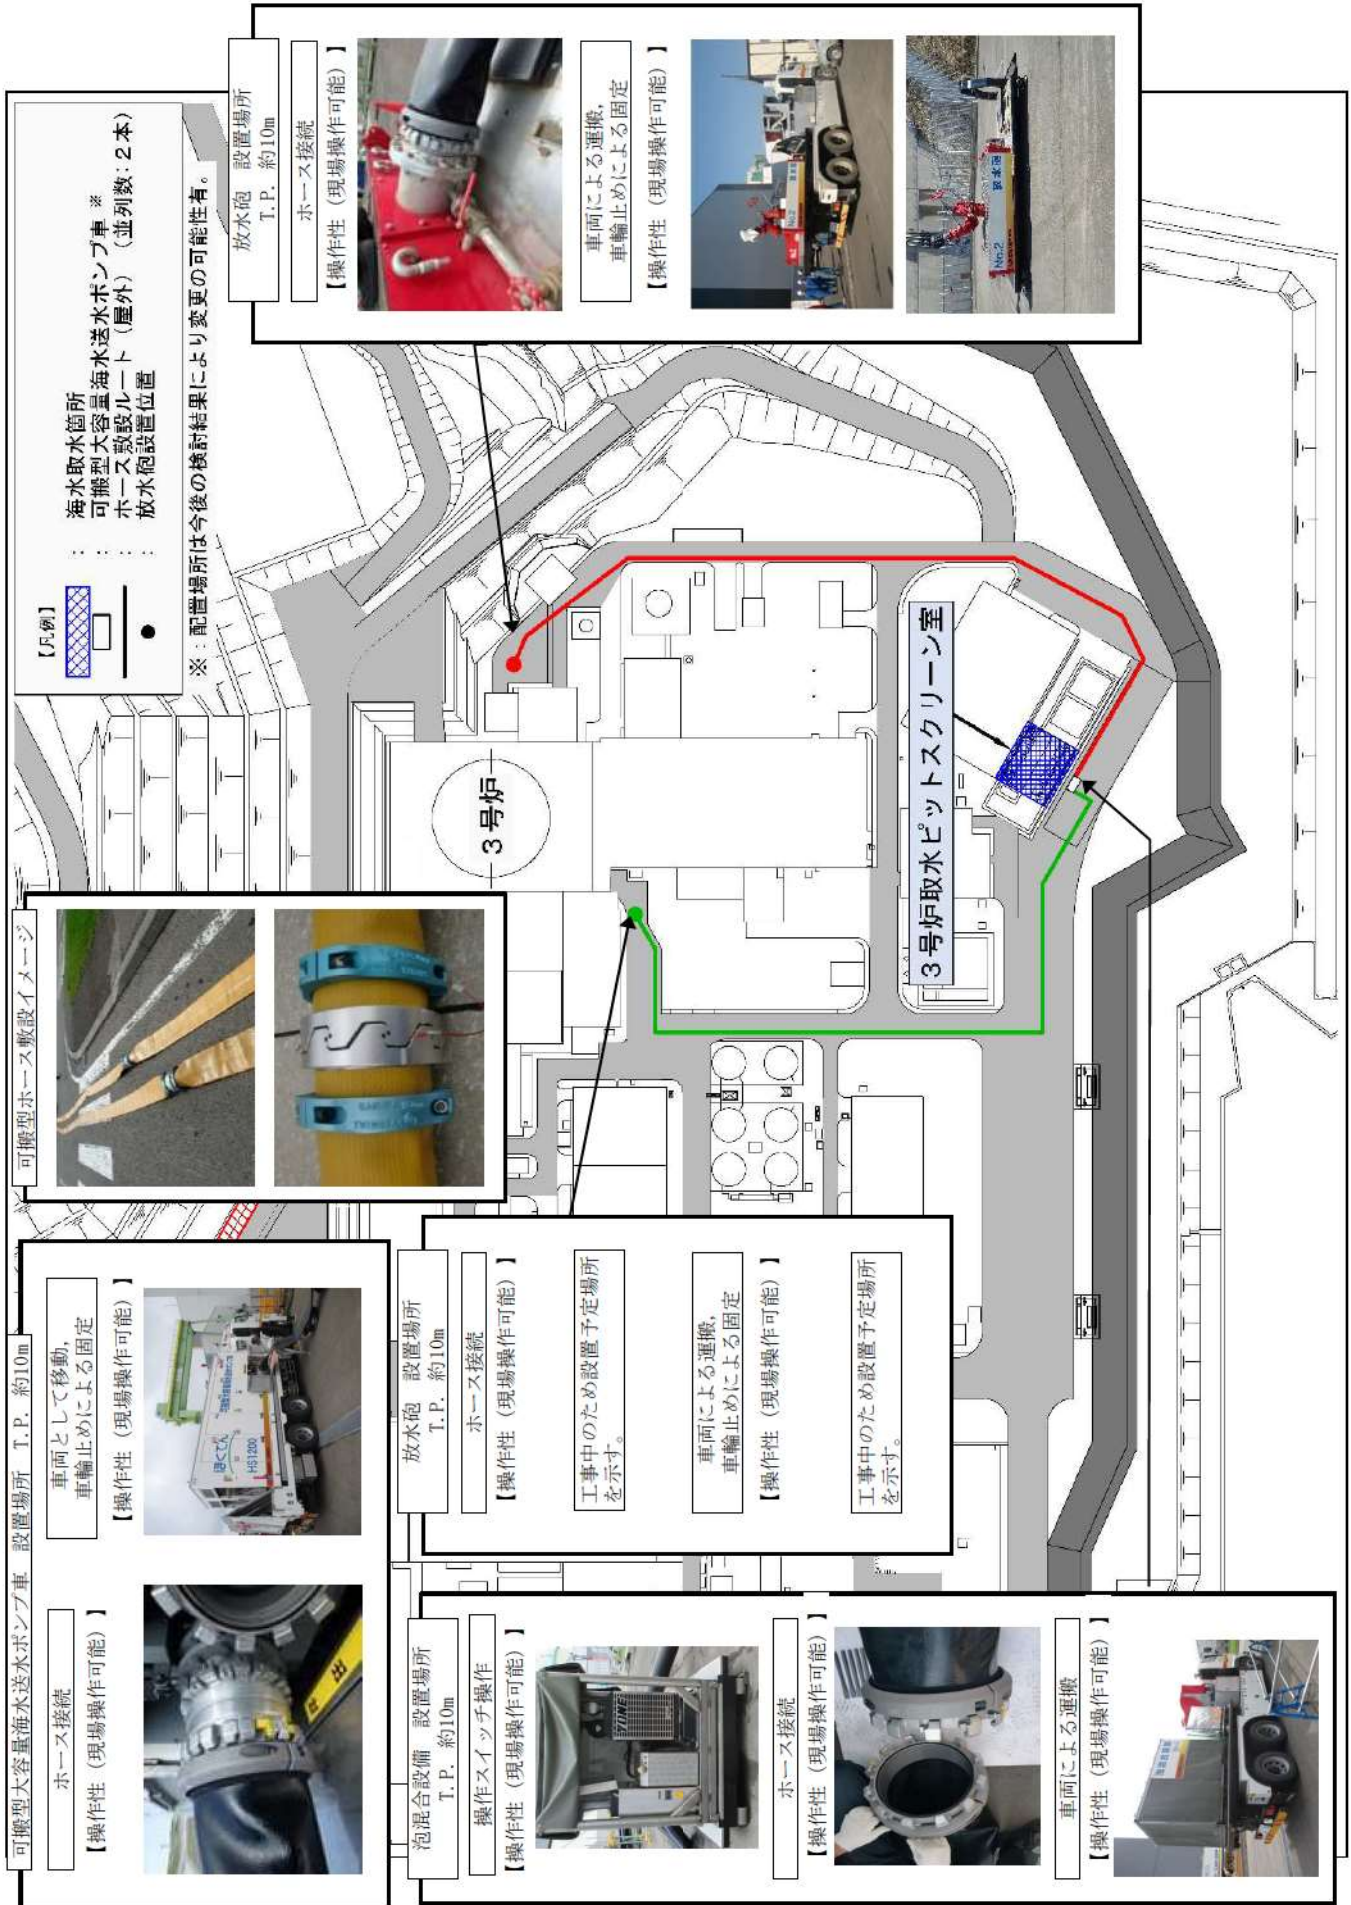 可搬型大容量海水送水ポンプ車　設置場所　T.P. 約10m
ホース接続
【操作性（現場操作可能）】
車両として移動,
車輪止めによる固定
【操作性（現場操作可能）】
ほくでん
HS1200
可搬型ホース敷設イメージ
【凡例】
： 海水取水箇所
： 可搬型大容量海水送水ポンプ車 ※
： ホース敷設ルート（屋外）（並列数：２本）
： 放水砲設置位置
※：配置場所は今後の検討結果により変更の可能性有。
放水砲　設置場所
T.P. 約10m
ホース接続
【操作性（現場操作可能）】
車両による運搬,
車輪止めによる固定
【操作性（現場操作可能）】
No.2
No.2
放水砲
泡混合設備　設置場所
T.P. 約10m
操作スイッチ操作
【操作性（現場操作可能）】
ホース接続
【操作性（現場操作可能）】
車両による運搬
【操作性（現場操作可能）】
放水砲　設置場所
T.P. 約10m
ホース接続
【操作性（現場操作可能）】
工事中のため設置予定場所
を示す。
車両による運搬,
車輪止めによる固定
【操作性（現場操作可能）】
工事中のため設置予定場所
を示す。
３号炉
３号炉取水ピットスクリーン室